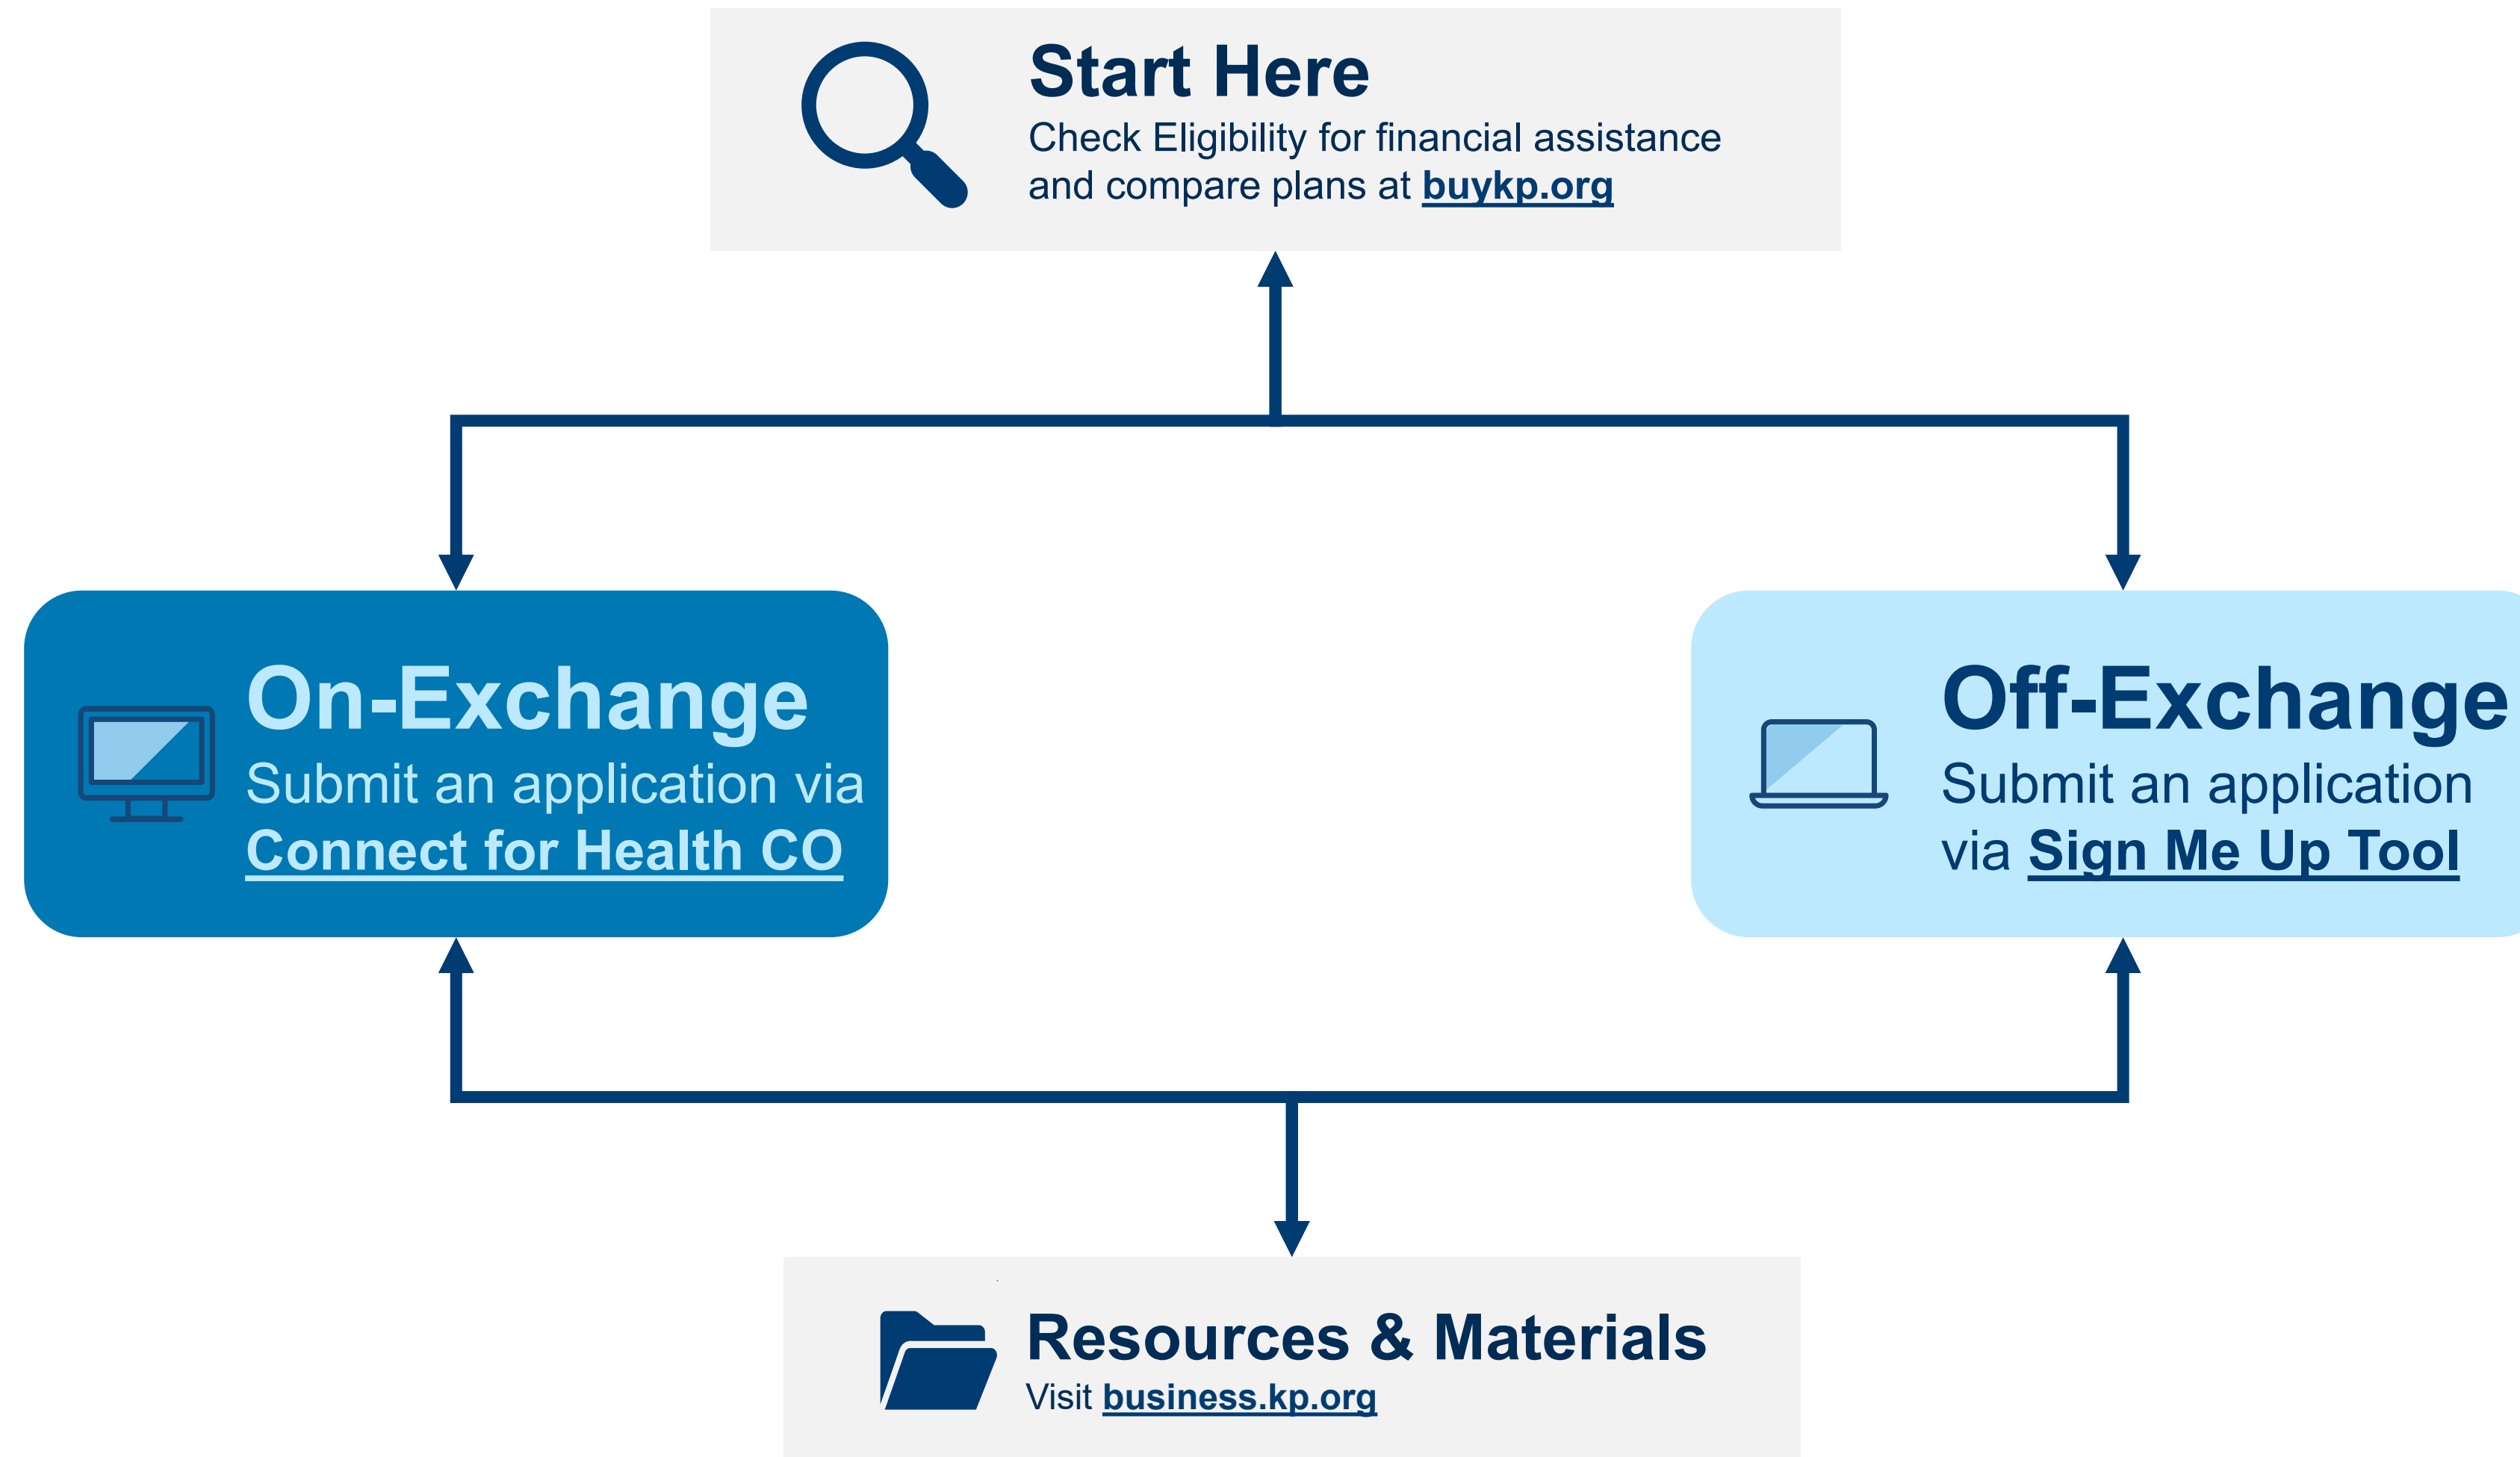 Start Here
Check Eligibility for financial assistance
and compare plans at buykp.org
On-Exchange
Submit an application via
Connect for Health CO
Off-Exchange
Submit an application
via Sign Me Up Tool
Resources & Materials
Visit business.kp.org